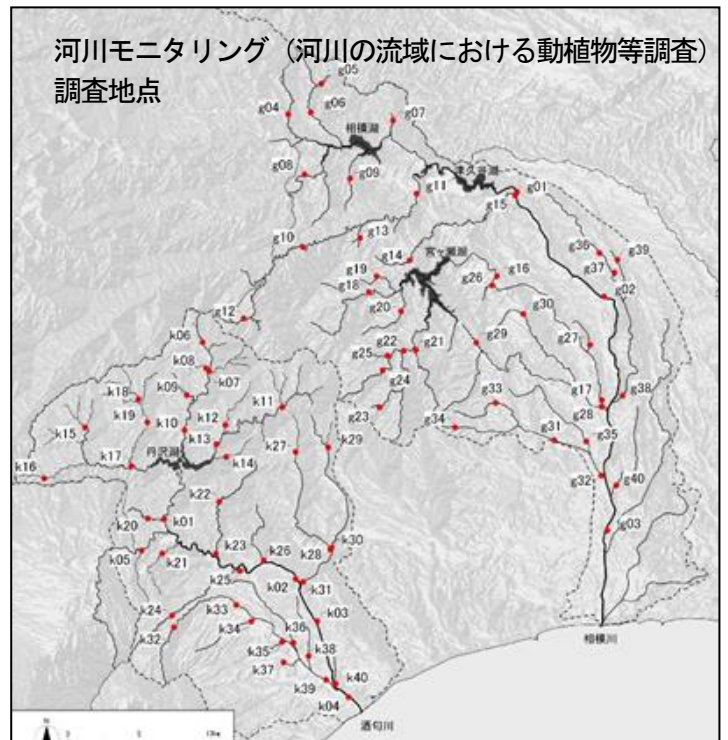 河川モニタリング（河川の流域における動植物等調査）
調査地点
g05
g04
g06
g07
相模湖
g08
g09
津久井湖
g11
g01
g15
g10
g13
g36
g39
g14
宮ヶ瀬湖
g37
g19
g26
g16
g18
g02
g12
g20
g30
k06
g29
g27
g22
g21
k08
g25
k07
g24
k18
k09
k11
g33
g17
g38
g23
g28
k19
k12
k15
k10
g34
g31
g35
k13
k27
k29
丹沢湖
k17
k14
k16
g32
g40
k22
k20
k01
g03
k05
k23
k26
k28
k30
k21
k25
k02
k31
k24
k33
k03
k32
k34
k36
相模川
k35
k38
k37
k39
k40
k04
酒匂川
N